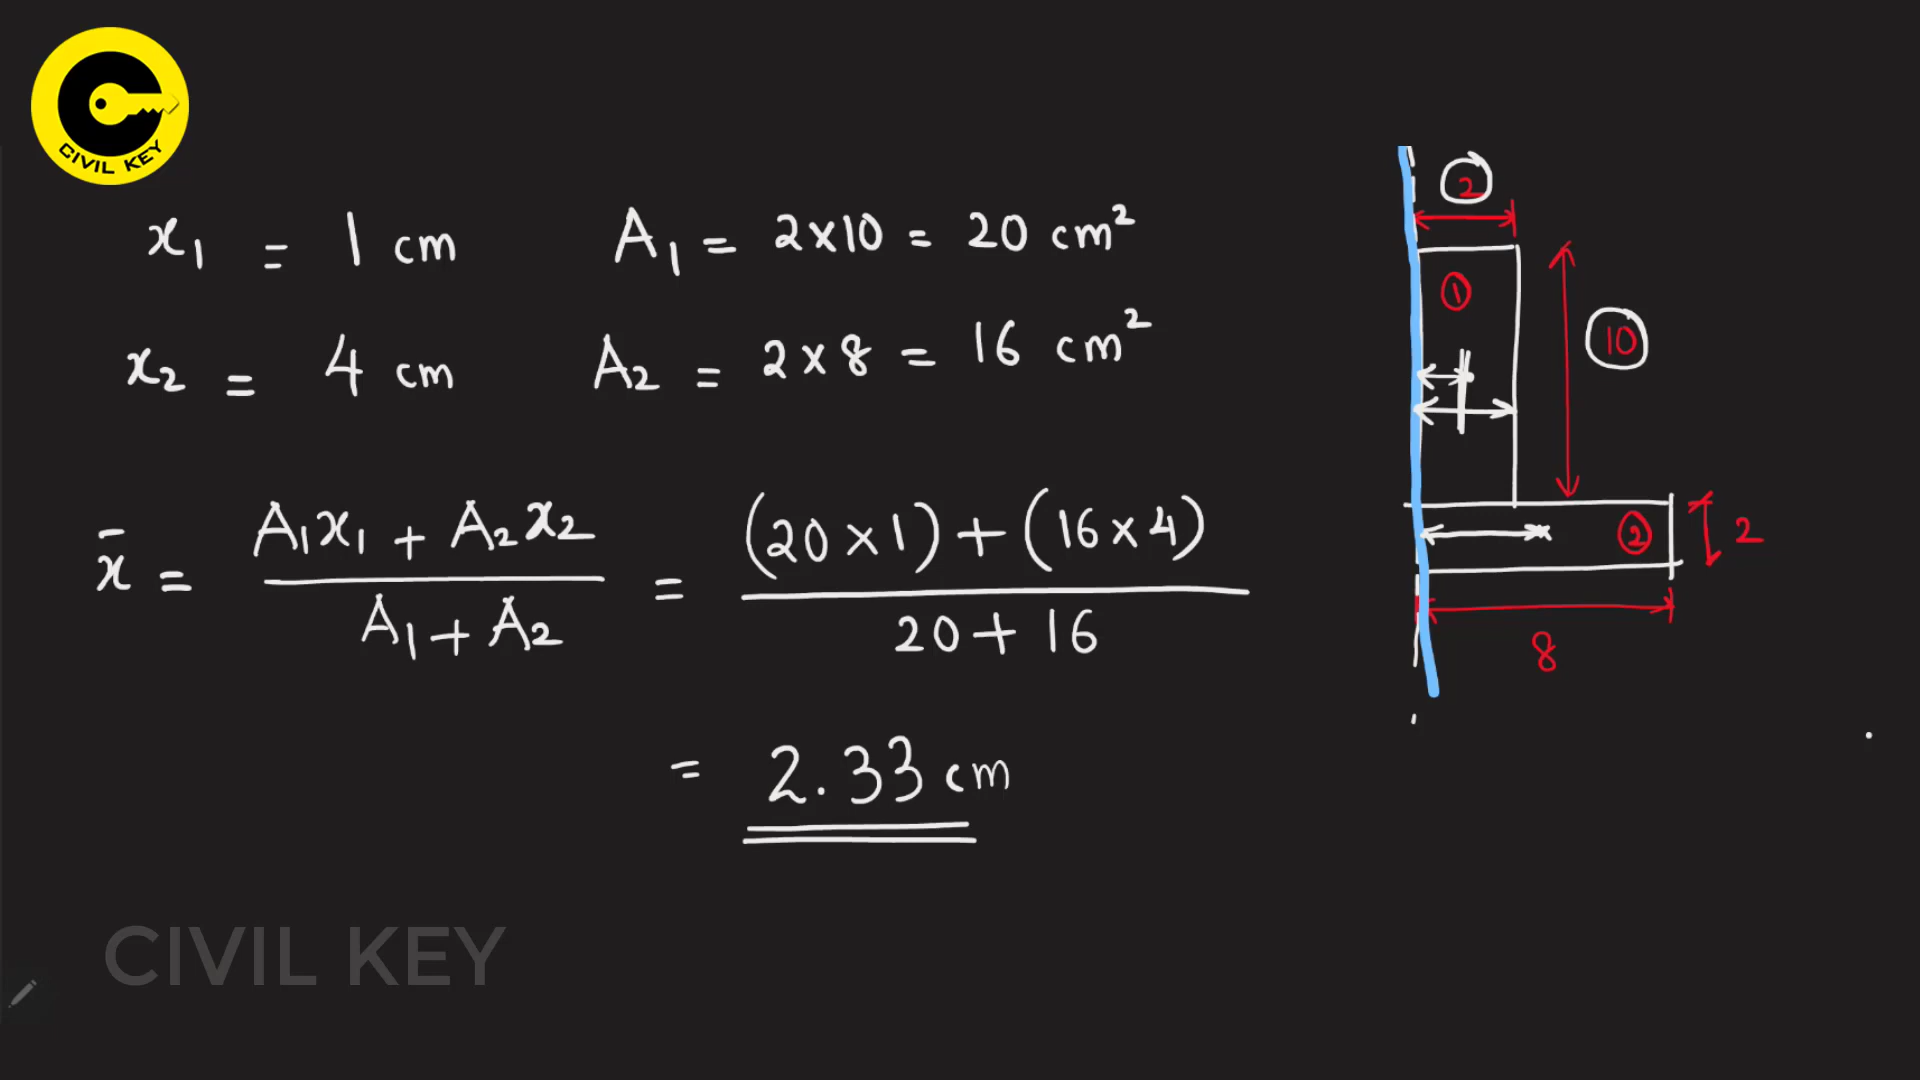 CIVIL KEY
x₁ = 1 cm A₁ = 2×10 = 20 cm²
x₂ = 4 cm A₂ = 2×8 = 16 cm²
x̄ = (A₁x₁ + A₂x₂)/(A₁ + A₂) = ((20×1)+(16×4))/(20+16)
= 2.33 cm
2
①
10
②
2
8
CIVIL KEY